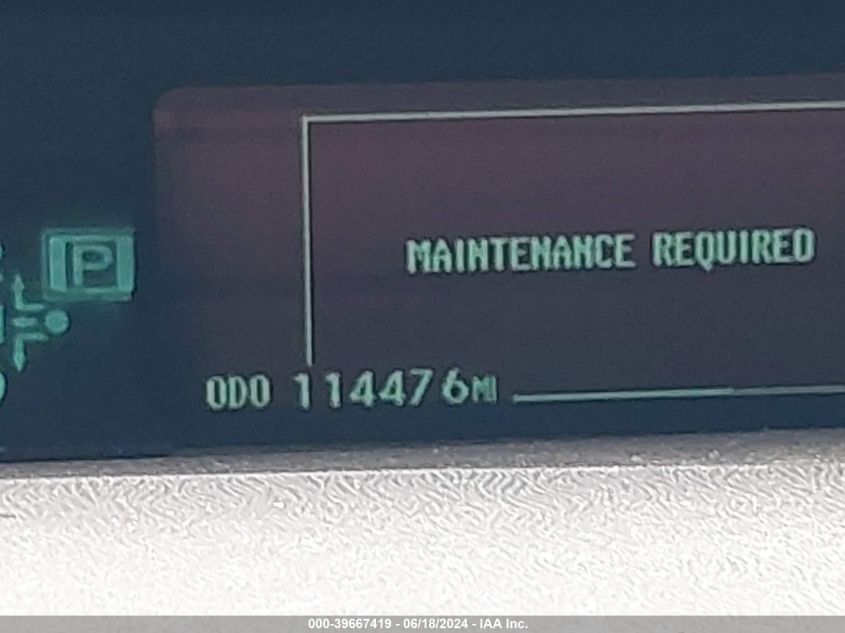 P
MAINTENANCE REQUIRED
ODO 114476MI
000-39667419 - 06/18/2024 - IAA Inc.